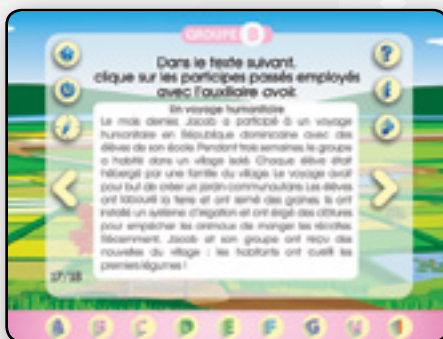 GROUPE B
Dans le texte suivant,
clique sur les participes passés employés
avec l'auxiliaire avoir.
Un voyage humanitaire
Le mois dernier, Jacob a participé à un voyage
humanitaire en République dominicaine avec des
élèves de son école. Pendant trois semaines, le groupe
a habité dans un village isolé. Chaque élève était
hébergé par une famille du village. Le voyage avait
pour but de créer un jardin communautaire. Les élèves
ont labouré la terre et ont semé des graines. Ils ont
installé un système d'irrigation et ont érigé des clôtures
pour empêcher les animaux de manger les récoltes.
Récemment, Jacob et son groupe ont reçu des
nouvelles du village : les habitants ont cueilli les
premiers légumes !
17/18
A B C D E F G H I